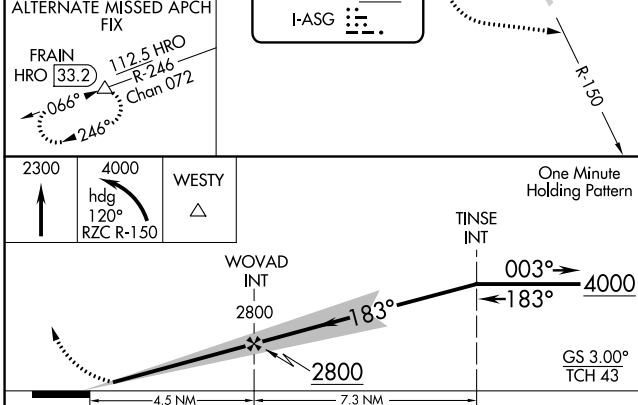 ALTERNATE MISSED APCH
FIX
FRAIN
HRO 33.2
112.5 HRO
R-246
Chan 072
066°
246°
I-ASG
R-150
2300
4000
hdg
120°
RZC R-150
WESTY
One Minute
Holding Pattern
TINSE
INT
WOVAD
INT
003°
4000
183°
2800
183°
2800
GS 3.00°
TCH 43
4.5 NM
7.3 NM